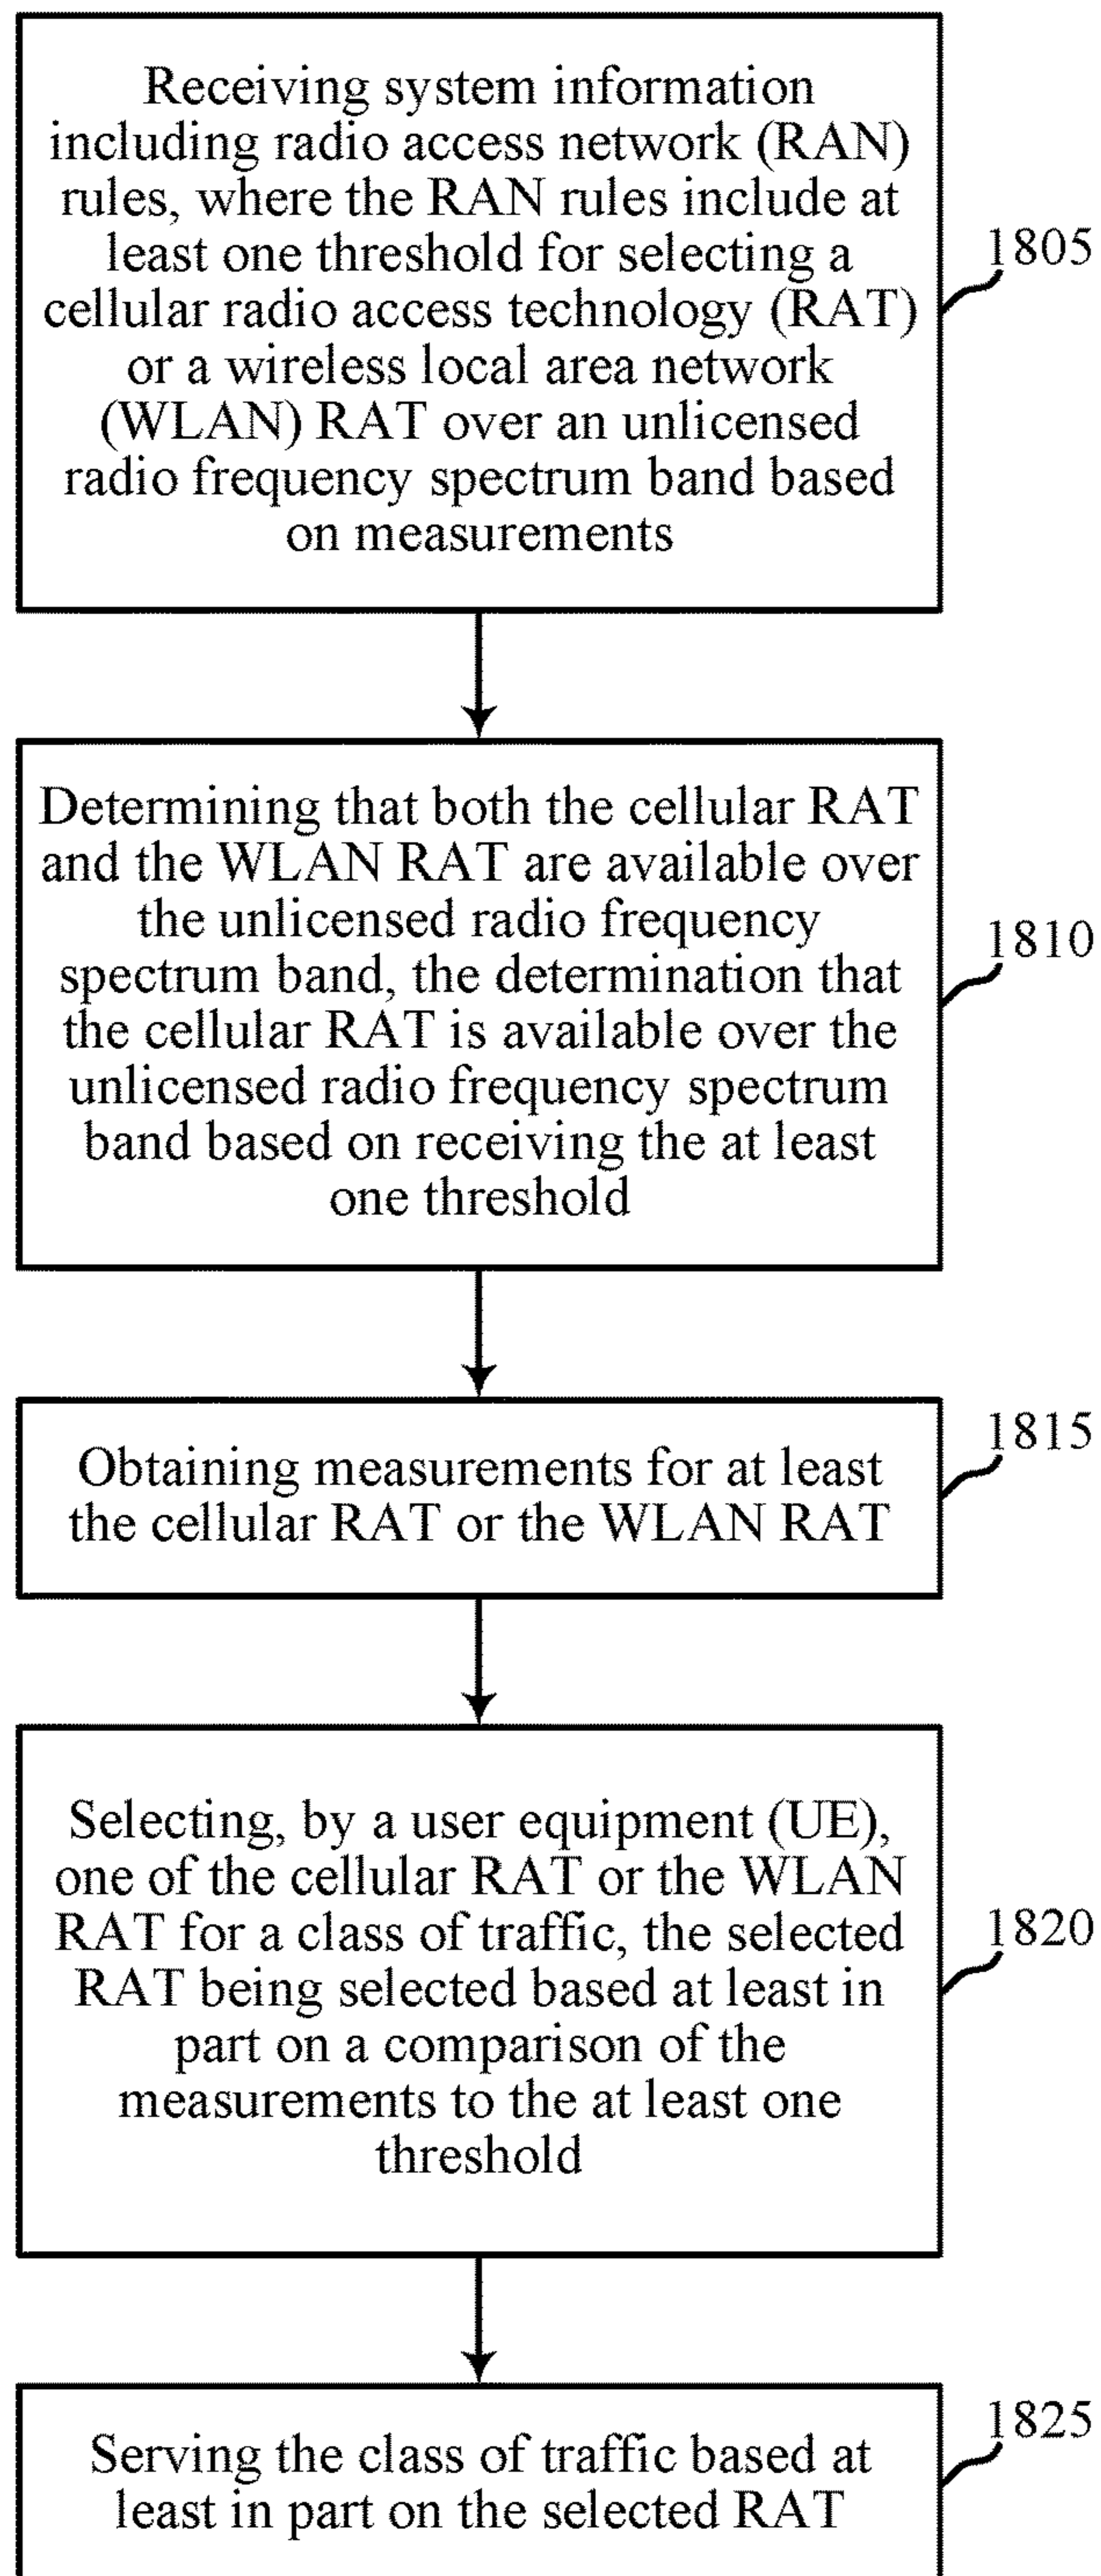 Receiving system information
including radio access network (RAN)
rules, where the RAN rules include at
least one threshold for selecting a
cellular radio access technology (RAT)
or a wireless local area network
(WLAN) RAT over an unlicensed
radio frequency spectrum band based
on measurements
1805
Determining that both the cellular RAT
and the WLAN RAT are available over
the unlicensed radio frequency
spectrum band, the determination that
the cellular RAT is available over the
unlicensed radio frequency spectrum
band based on receiving the at least
one threshold
1810
Obtaining measurements for at least
the cellular RAT or the WLAN RAT
1815
Selecting, by a user equipment (UE),
one of the cellular RAT or the WLAN
RAT for a class of traffic, the selected
RAT being selected based at least in
part on a comparison of the
measurements to the at least one
threshold
1820
Serving the class of traffic based at
least in part on the selected RAT
1825